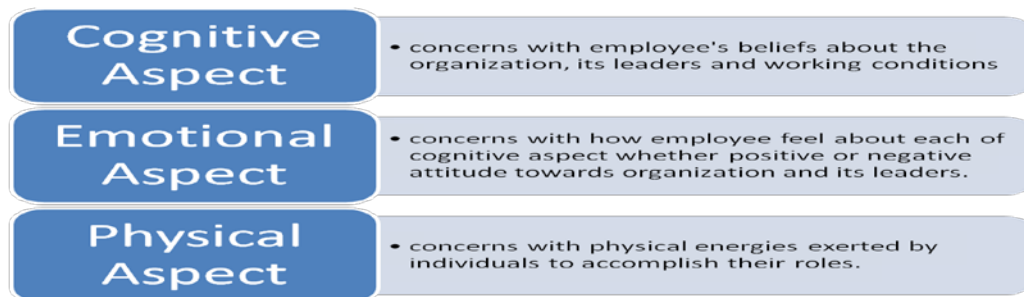 Cognitive
Aspect
• concerns with employee's beliefs about the
organization, its leaders and working conditions
Emotional
Aspect
• concerns with how employee feel about each of
cognitive aspect whether positive or negative
attitude towards organization and its leaders.
Physical
Aspect
• concerns with physical energies exerted by
individuals to accomplish their roles.